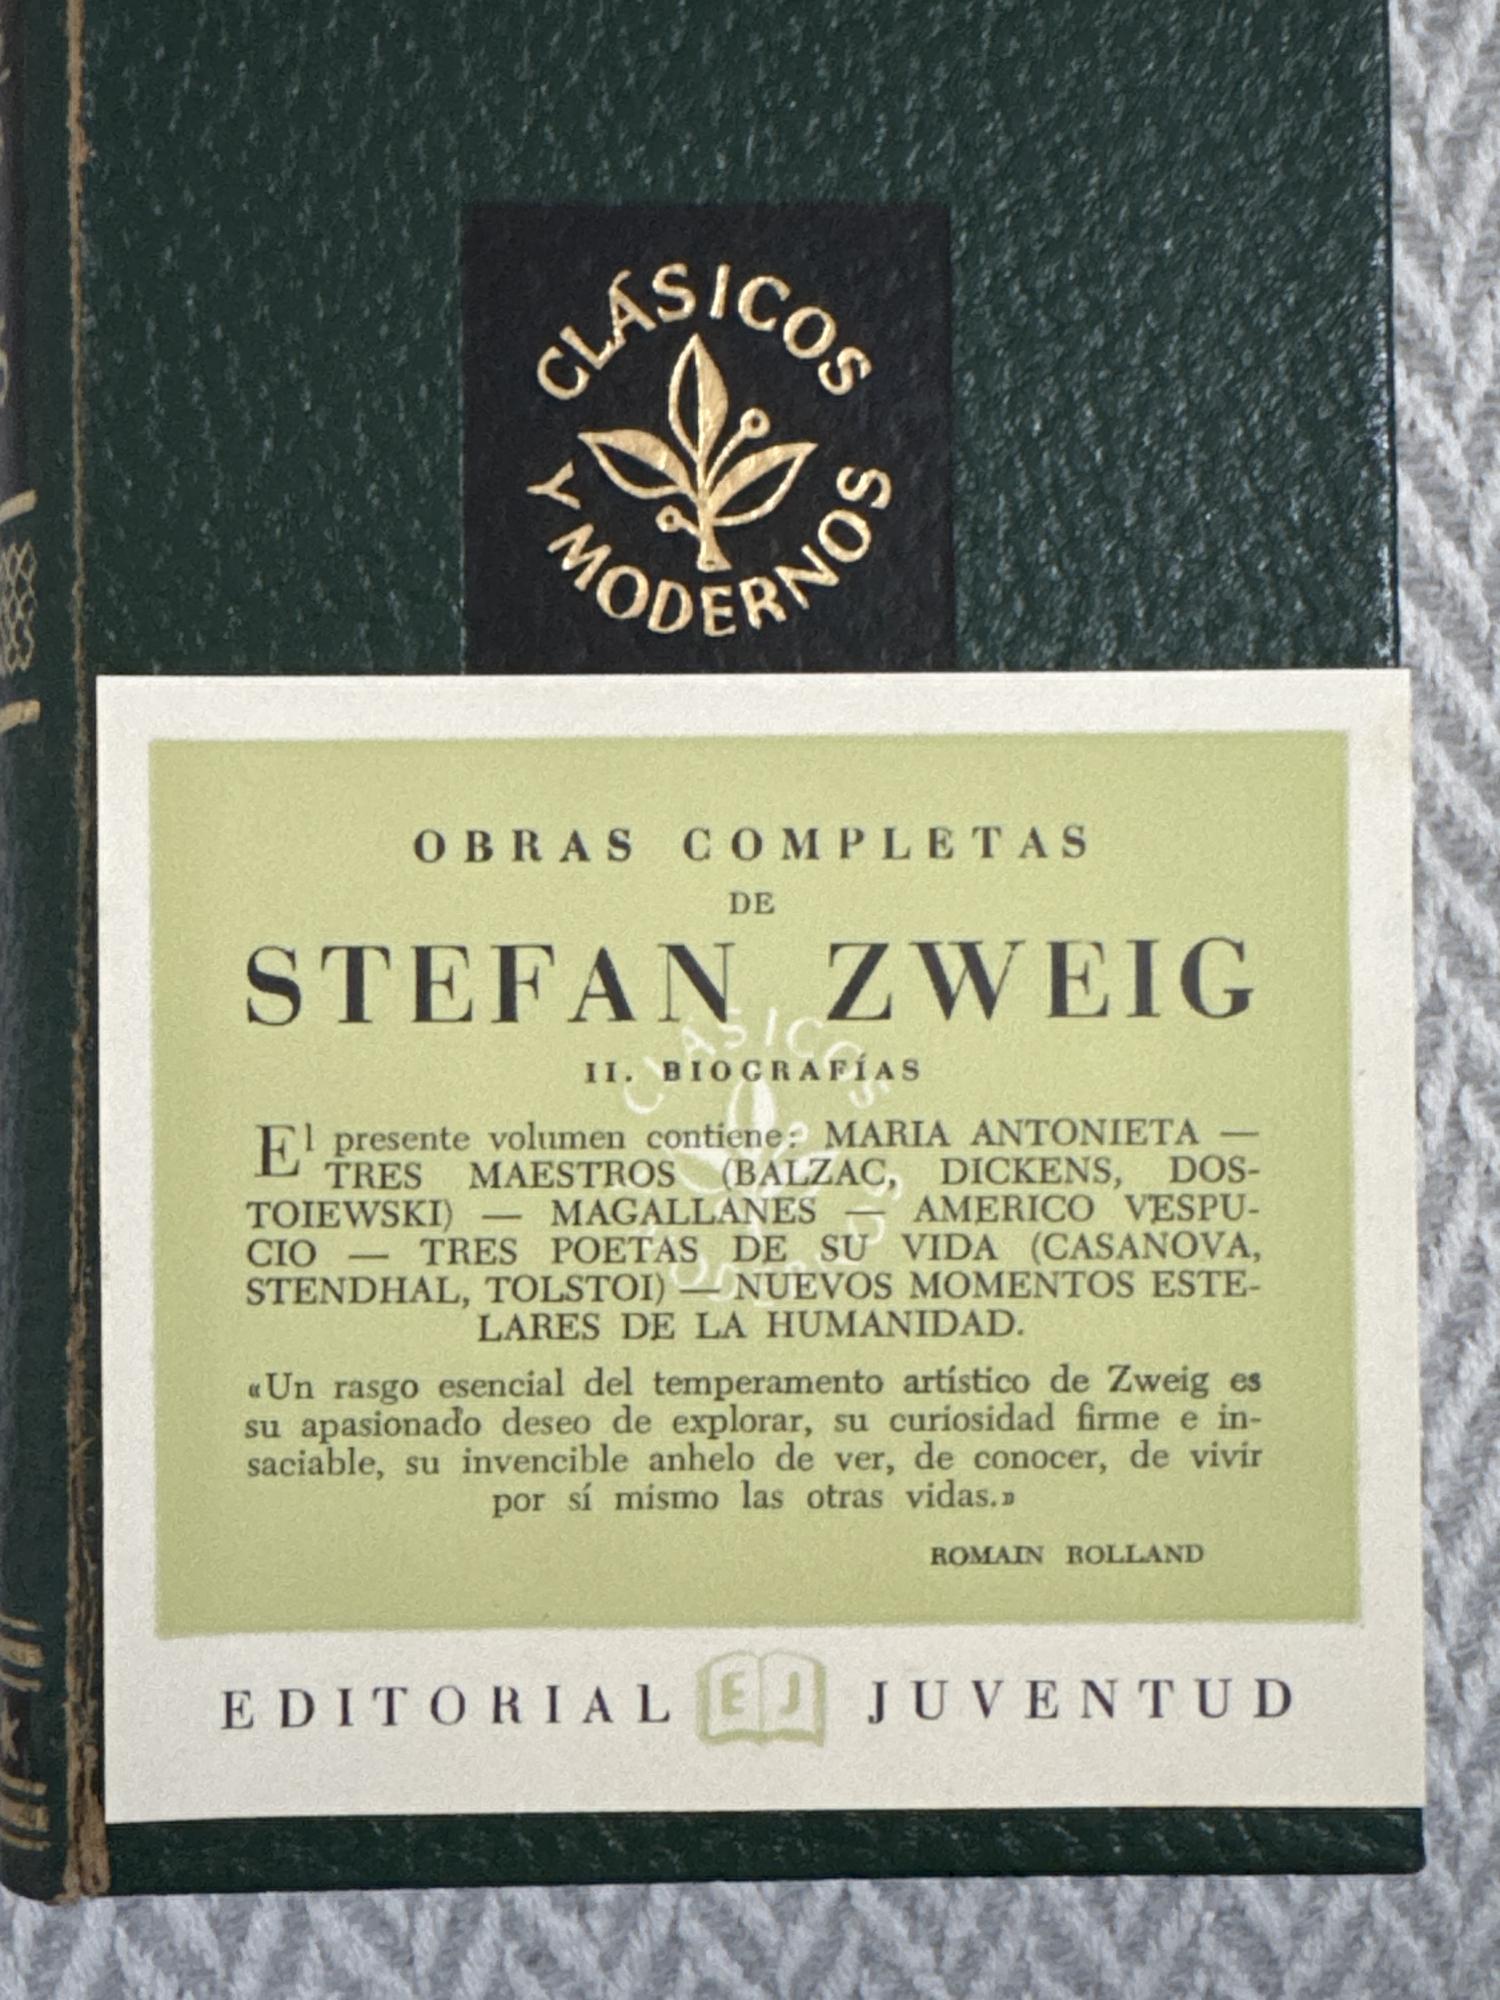 CLÁSICOS
Y MODERNOS
OBRAS COMPLETAS
DE
STEFAN ZWEIG
II. BIOGRAFÍAS
El presente volumen contiene: MARIA ANTONIETA —
TRES MAESTROS (BALZAC, DICKENS, DOS-
TOIEWSKI) — MAGALLANES — AMERICO VESPU-
CIO — TRES POETAS DE SU VIDA (CASANOVA,
STENDHAL, TOLSTOI) — NUEVOS MOMENTOS ESTE-
LARES DE LA HUMANIDAD.
«Un rasgo esencial del temperamento artístico de Zweig es
su apasionado deseo de explorar, su curiosidad firme e in-
saciable, su invencible anhelo de ver, de conocer, de vivir
por sí mismo las otras vidas.»
ROMAIN ROLLAND
CLÁSICOS
Y MODERNOS
EDITORIAL EJ JUVENTUD